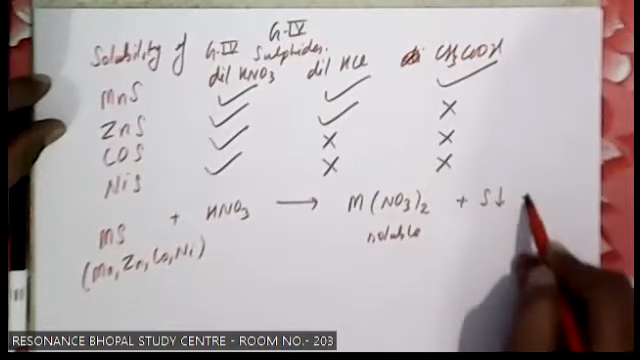 G.IV
Solubility of G.IV Sulphides.
dil HNO3 dil HCl di CH3COOH
MnS ✓ ✓ ✓
ZnS ✓ ✓ ×
COS ✓ × ×
NiS ✓ × ×
MS + HNO3 → M(NO3)2 + S↓
(Mn, Zn, Co, Ni) soluble
RESONANCE BHOPAL STUDY CENTRE - ROOM NO.- 203